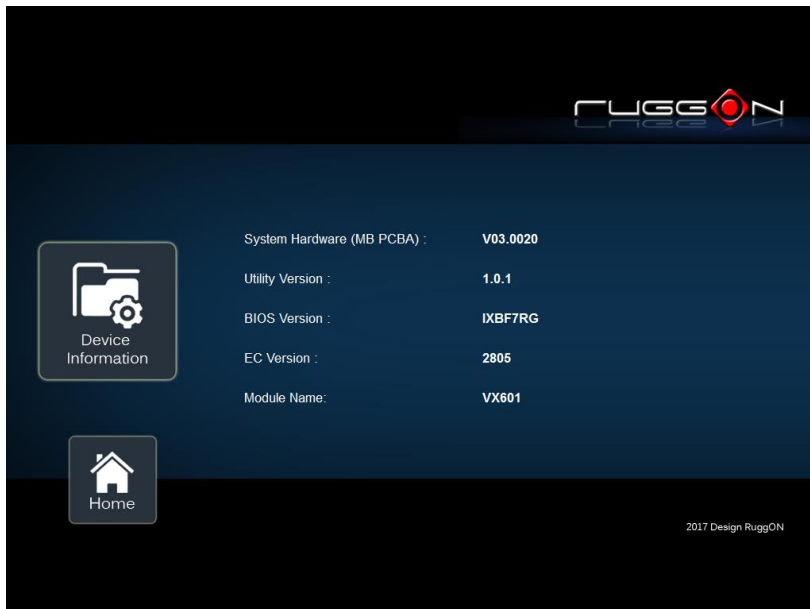 RUGGON
System Hardware (MB PCBA) : V03.0020
Utility Version : 1.0.1
BIOS Version : IXBF7RG
EC Version : 2805
Module Name: VX601
Device
Information
Home
2017 Design RuggON